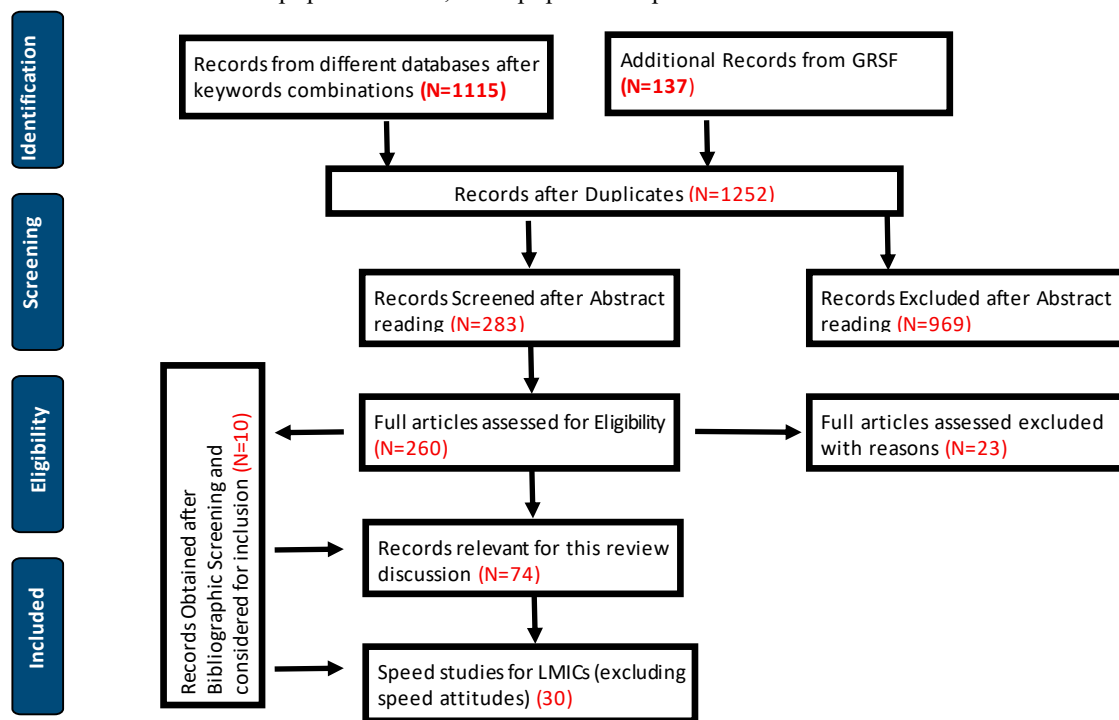 Identification
Records from different databases after
keywords combinations (N=1115)
Additional Records from GRSF
(N=137)
Records after Duplicates (N=1252)
Screening
Records Screened after Abstract
reading (N=283)
Records Excluded after Abstract
reading (N=969)
Eligibility
Records Obtained after
Bibliographic Screening and
considered for inclusion (N=10)
Full articles assessed for Eligibility
(N=260)
Full articles assessed excluded
with reasons (N=23)
Included
Records relevant for this review
discussion (N=74)
Speed studies for LMICs (excluding
speed attitudes) (30)